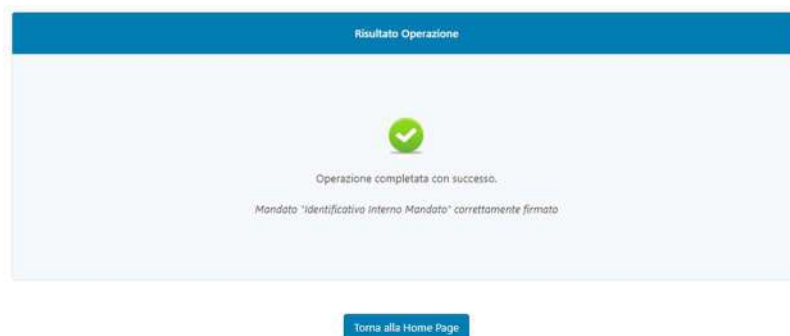 Risultato Operazione
Operazione completata con successo.
Mandato "Identificativo Interno Mandato" correttamente firmato
Torna alla Home Page